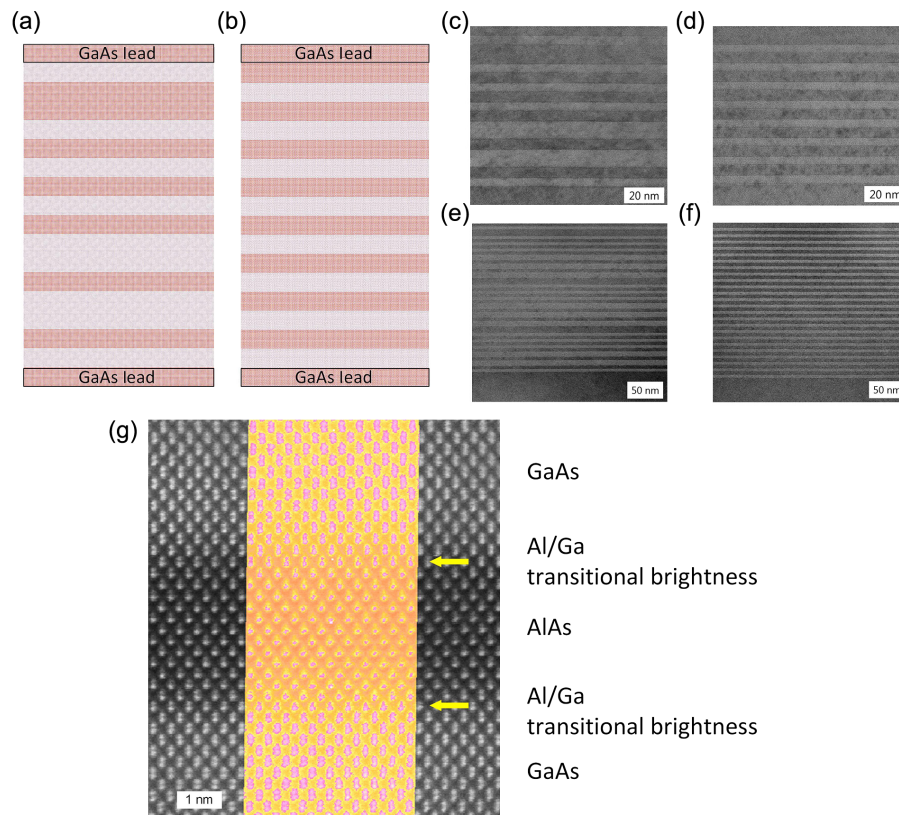 (a)
(b)
(c)
(d)
GaAs lead
GaAs lead
20 nm
20 nm
(e)
(f)
GaAs lead
GaAs lead
50 nm
50 nm
(g)
GaAs
Al/Ga
transitional brightness
AlAs
Al/Ga
transitional brightness
GaAs
1 nm